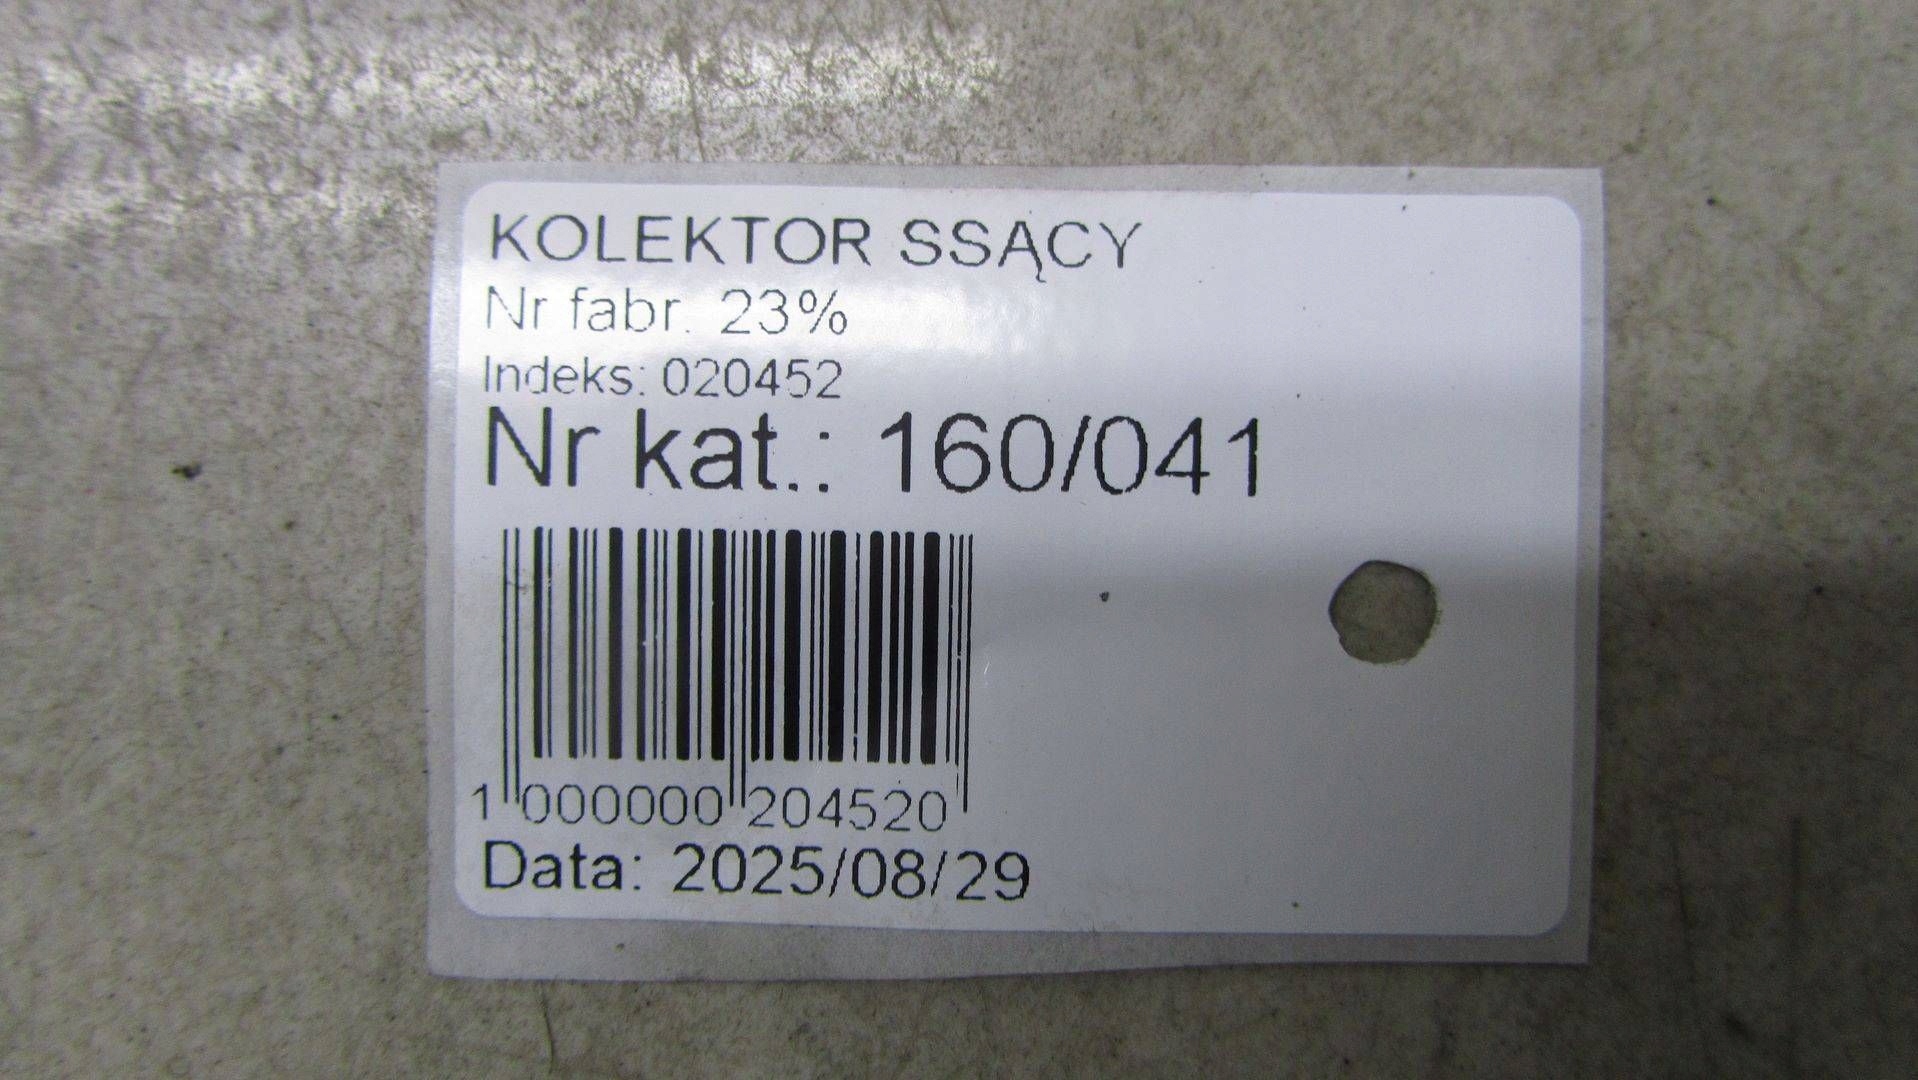 KOLEKTOR SSĄCY
Nr fabr. 23%
Indeks: 020452
Nr kat.: 160/041
1 000000 204520
Data: 2025/08/29